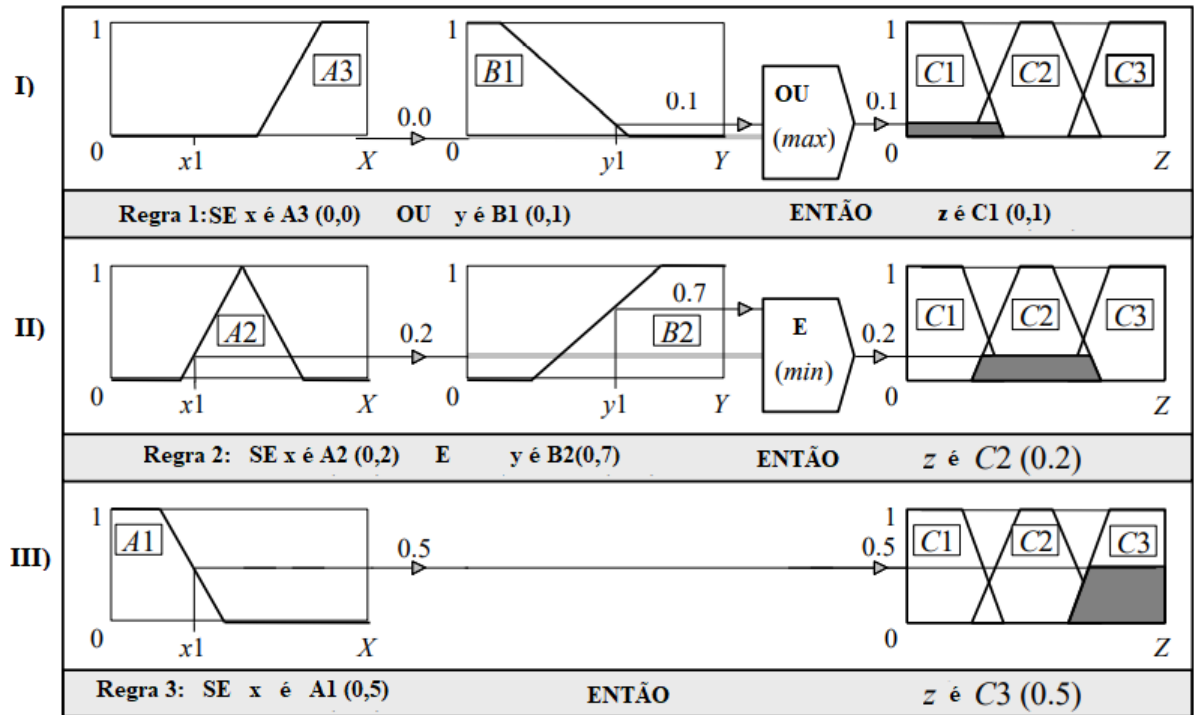 I)
1
A3
0
x1
X
0.0
1
B1
0
y1
Y
0.1
OU
(max)
0.1
1
C1
C2
C3
0
Z
Regra 1: SE x é A3 (0,0) OU y é B1 (0,1) ENTÃO z é C1 (0,1)
II)
1
A2
0
x1
X
0.2
1
B2
0
y1
Y
0.7
E
(min)
0.2
1
C1
C2
C3
0
Z
Regra 2: SE x é A2 (0,2) E y é B2(0,7) ENTÃO z é C2 (0.2)
III)
1
A1
0
x1
X
0.5
0.5
1
1
C1
C2
C3
0
Z
Regra 3: SE x é A1 (0,5) ENTÃO z é C3 (0.5)